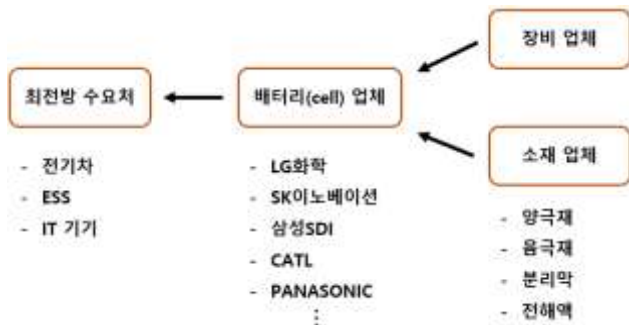 장비 업체
최전방 수요처
배터리(cell) 업체
소재 업체
- 전기차
- ESS
- IT 기기
- LG화학
- SK이노베이션
- 삼성SDI
- CATL
- PANASONIC
⋮
- 양극재
- 음극재
- 분리막
- 전해액